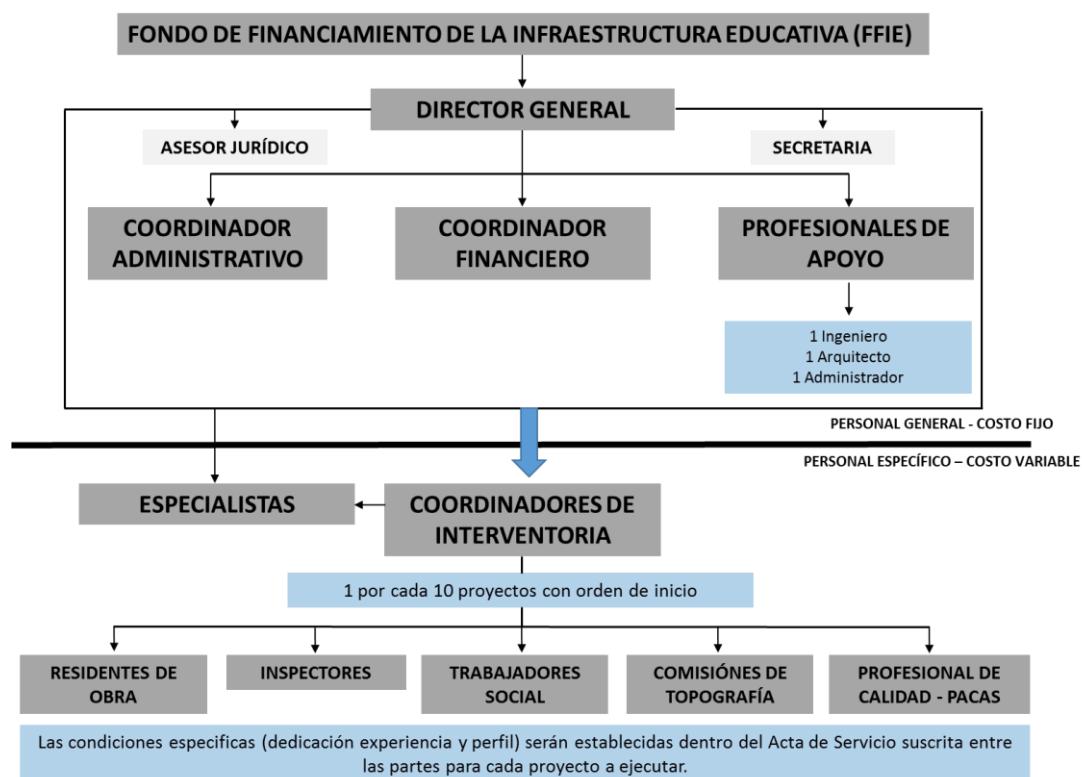 FONDO DE FINANCIAMIENTO DE LA INFRAESTRUCTURA EDUCATIVA (FFIE)
DIRECTOR GENERAL
ASESOR JURÍDICO
SECRETARIA
COORDINADOR
ADMINISTRATIVO
COORDINADOR
FINANCIERO
PROFESIONALES DE
APOYO
1 Ingeniero
1 Arquitecto
1 Administrador
PERSONAL GENERAL - COSTO FIJO
PERSONAL ESPECÍFICO – COSTO VARIABLE
ESPECIALISTAS
COORDINADORES DE
INTERVENTORIA
1 por cada 10 proyectos con orden de inicio
RESIDENTES DE
OBRA
INSPECTORES
TRABAJADORES
SOCIAL
COMISIÓNES DE
TOPOGRAFÍA
PROFESIONAL DE
CALIDAD - PACAS
Las condiciones especificas (dedicación experiencia y perfil) serán establecidas dentro del Acta de Servicio suscrita entre
las partes para cada proyecto a ejecutar.